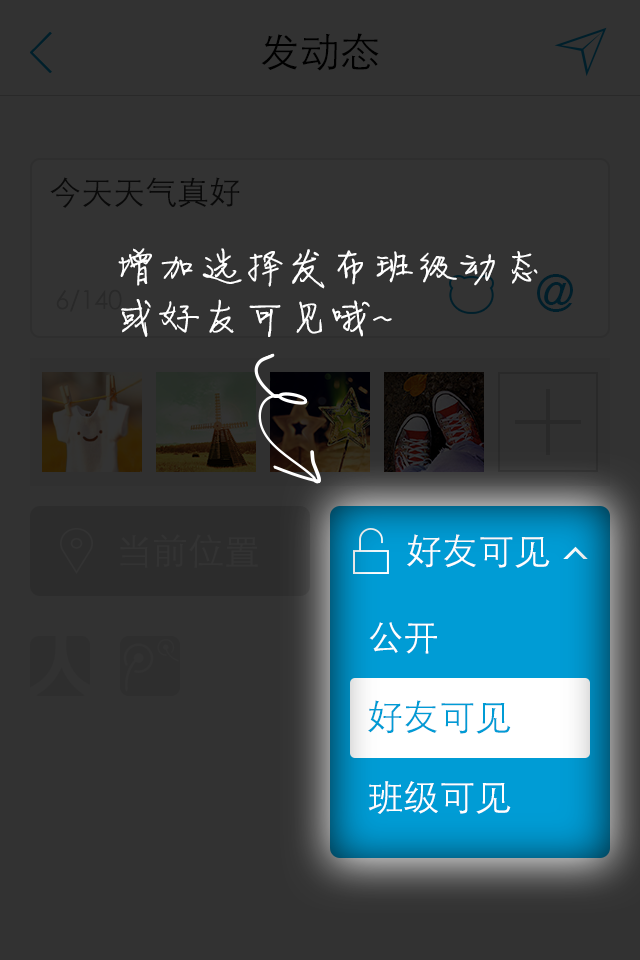 发动态
今天天气真好
增加选择发布班级动态
6/140
@
或好友可见哦~
当前位置
好友可见
公开
好友可见
班级可见
人